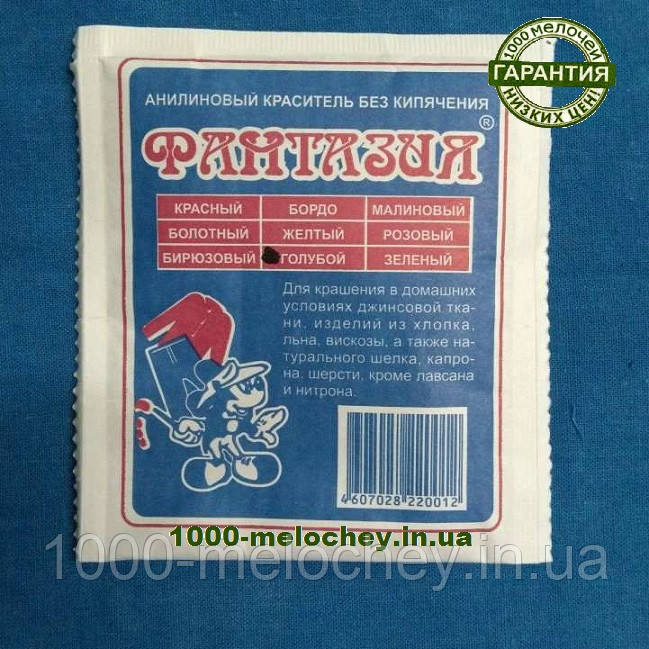 1000 МЕЛОЧЕЙ
ГАРАНТИЯ
НИЗКИХ ЦЕН!
АНИЛИНОВЫЙ КРАСИТЕЛЬ БЕЗ КИПЯЧЕНИЯ
ФАНТАЗИЯ ®
КРАСНЫЙ БОРДО МАЛИНОВЫЙ
БОЛОТНЫЙ ЖЕЛТЫЙ РОЗОВЫЙ
БИРЮЗОВЫЙ ГОЛУБОЙ ЗЕЛЕНЫЙ
Для крашения в домашних
условиях джинсовой тка-
ни, изделий из хлопка,
льна, вискозы, а также на-
турального шелка, капро-
на, шерсти, кроме лавсана
и нитрона.
4607028 220012
1000-melochey.in.ua
1000-melochey.in.ua